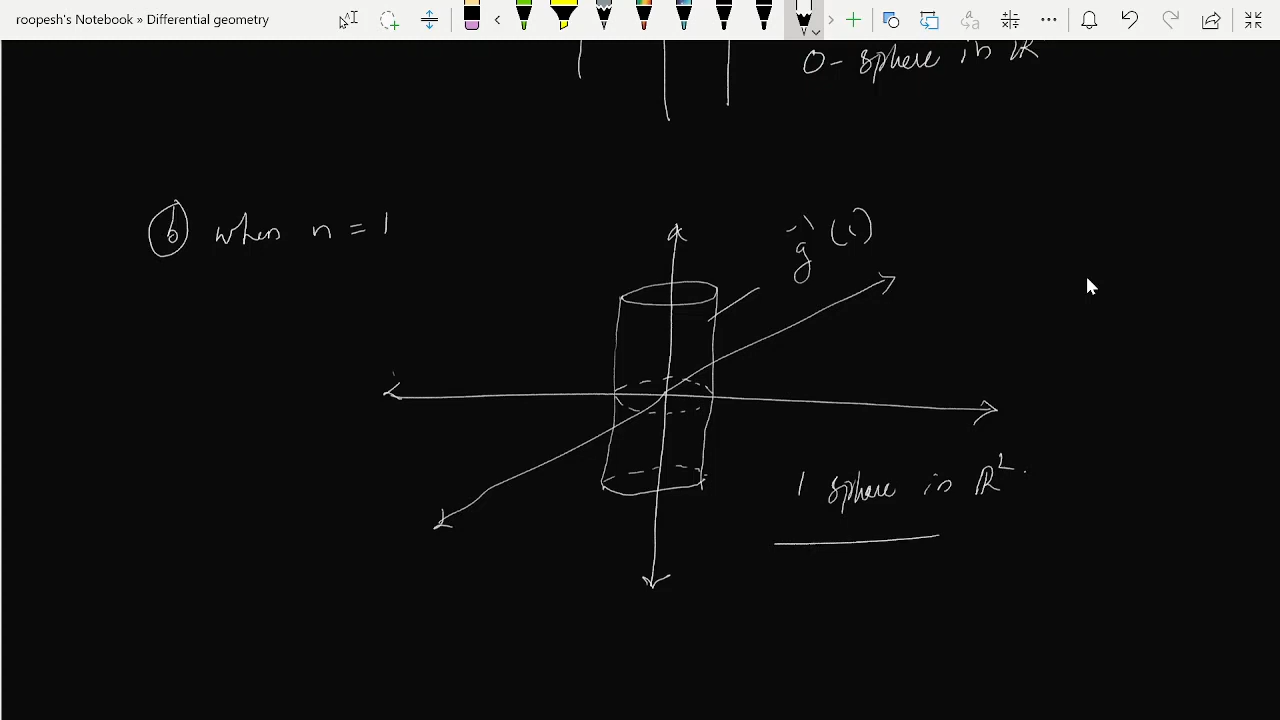 roopesh's Notebook » Differential geometry
0- sphere in R
(b) when n = 1
g⁻¹(1)
1 sphere in R².